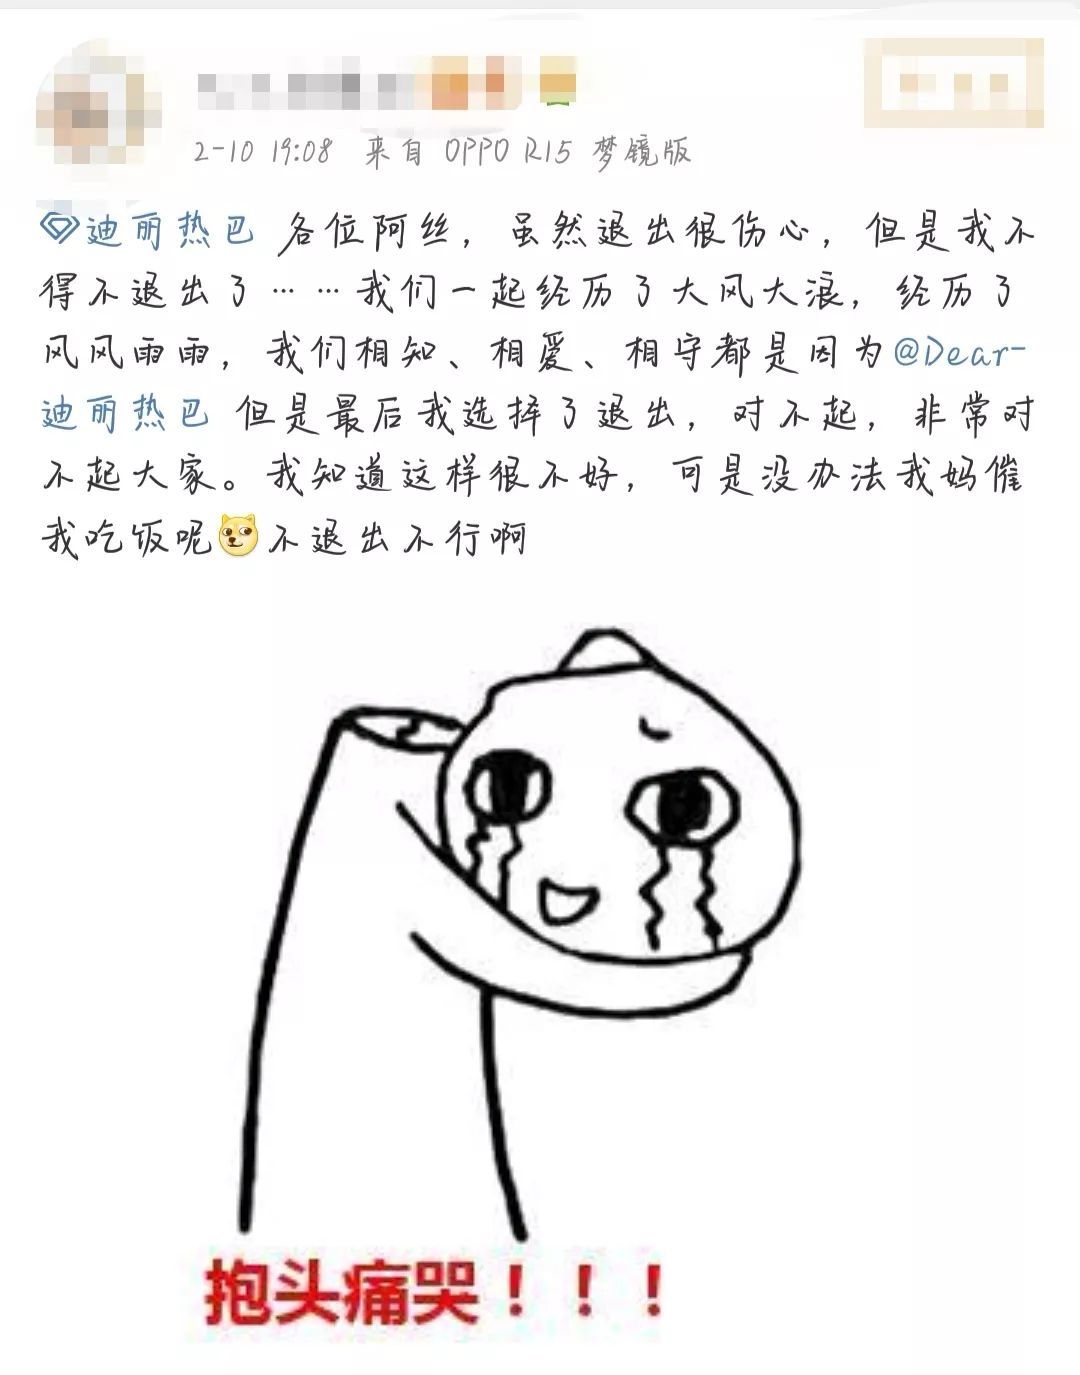 2-10 19:08 来自 OPPO R15 梦镜版
迪丽热巴 各位阿丝，虽然退出很伤心，但是我不
得不退出了……我们一起经历了大风大浪，经历了
风风雨雨，我们相知、相爱、相守都是因为@Dear-
迪丽热巴 但是最后我选择了退出，对不起，非常对
不起大家。我知道这样很不好，可是没办法我妈催
我吃饭呢不退出不行啊
抱头痛哭！！！